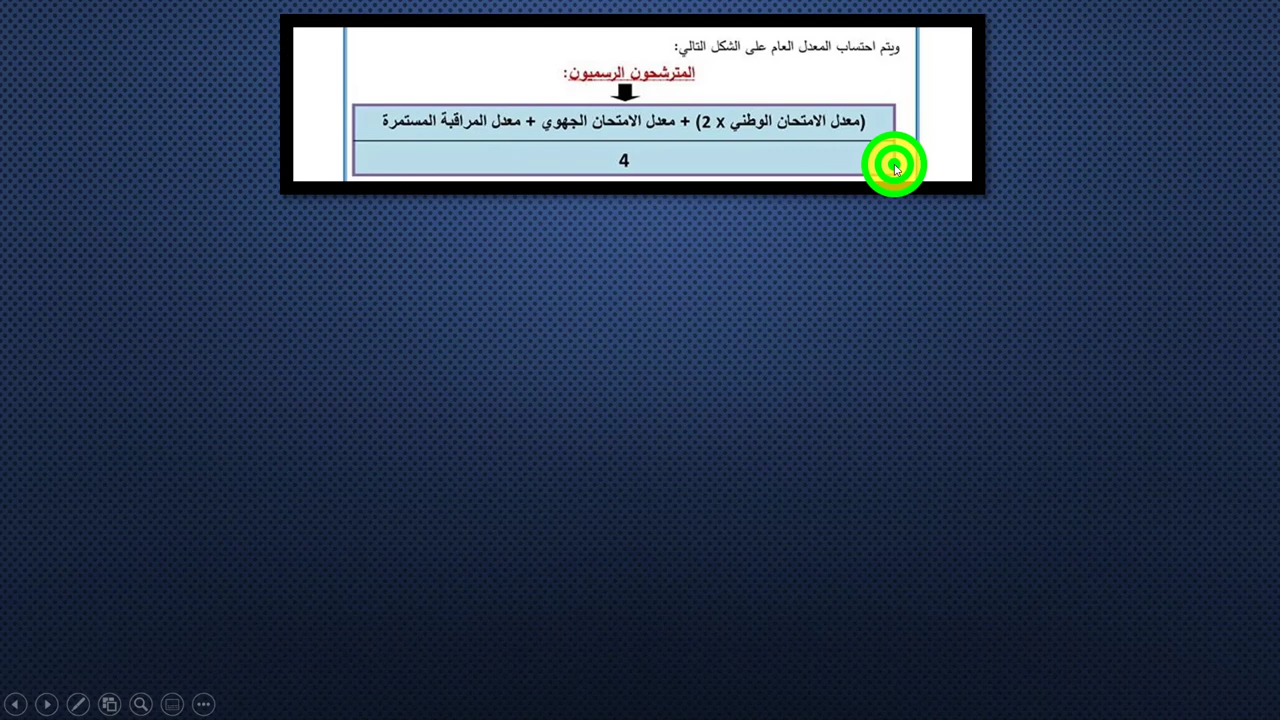 ويتم احتساب المعدل العام على الشكل التالي:
المترشحون الرسميون:
(معدل الامتحان الوطني x 2) + معدل الامتحان الجهوي + معدل المراقبة المستمرة
4